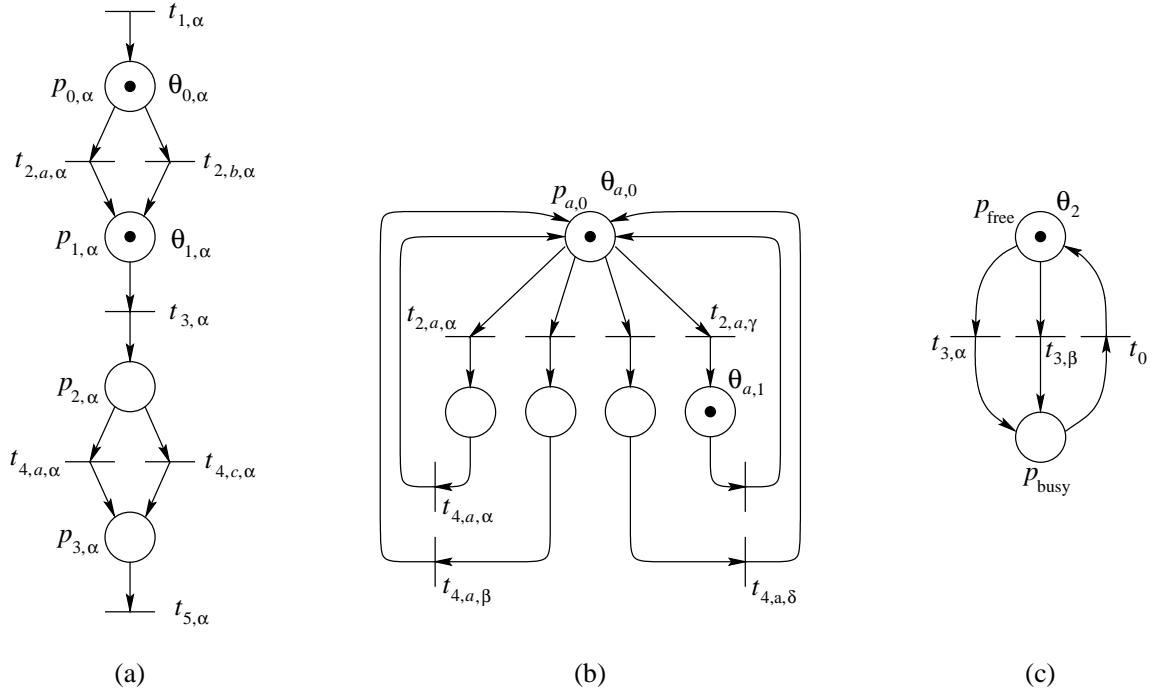 t1,α
p0,α θ0,α
t2,a,α t2,b,α
p1,α θ1,α
t3,α
p2,α
t4,a,α t4,c,α
p3,α
t5,α
(a)
pa,0 θa,0
t2,a,α t2,a,γ
θa,1
t4,a,α
t4,a,β t4,a,δ
(b)
pfree θ2
t3,α t3,β t0
pbusy
(c)